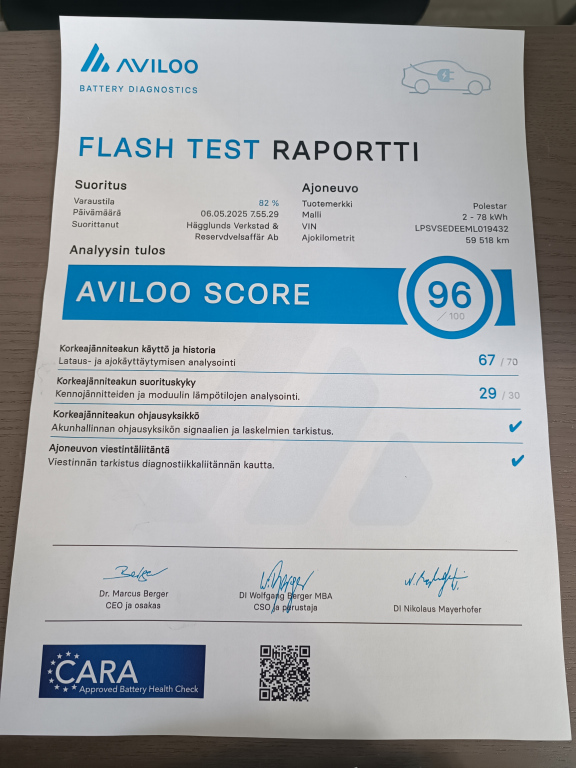 AVILOO
BATTERY DIAGNOSTICS
FLASH TEST RAPORTTI
Suoritus
Varaustila 82 %
Päivämäärä 06.05.2025 7.55.29
Suorittanut Hägglunds Verkstad &
Reservdvelsaffär Ab
Ajoneuvo
Tuotemerkki Polestar
Malli 2 - 78 kWh
VIN LPSVSEDEEML019432
Ajokilometrit 59 518 km
Analyysin tulos
AVILOO SCORE 96
/ 100
Korkeajänniteakun käyttö ja historia
Lataus- ja ajokäyttäytymisen analysointi 67 / 70
Korkeajänniteakun suorituskyky
Kennojännitteiden ja moduulin lämpötilojen analysointi. 29 / 30
Korkeajänniteakun ohjausyksikkö
Akunhallinnan ohjausyksikön signaalien ja laskelmien tarkistus. ✔
Ajoneuvon viestintäliitäntä
Viestinnän tarkistus diagnostiikkaliitännän kautta. ✔
Dr. Marcus Berger
CEO ja osakas
DI Wolfgang Berger MBA
CSO ja perustaja
DI Nikolaus Mayerhofer
CARA
Approved Battery Health Check